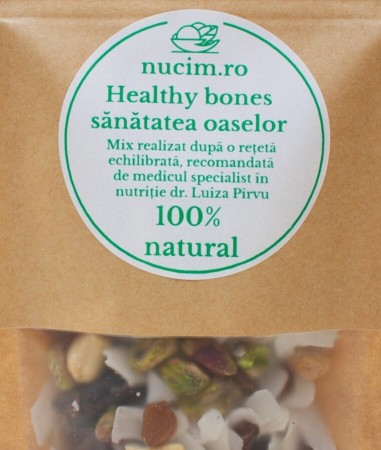 nucim.ro
Healthy bones
sănătatea oaselor
Mix realizat după o rețetă
echilibrată, recomandată
de medicul specialist în
nutriție dr. Luiza Pîrvu
100%
natural